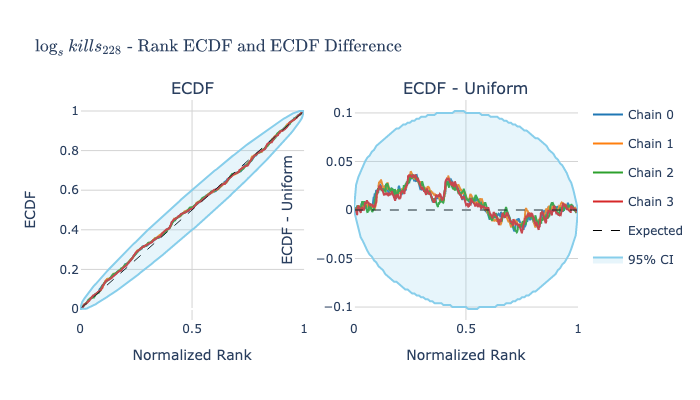 log_s kills_228 - Rank ECDF and ECDF Difference
ECDF
ECDF
1
0.8
0.6
0.4
0.2
0
0
0.5
1
Normalized Rank
ECDF - Uniform
ECDF - Uniform
0.1
0.05
0
−0.05
−0.1
0
0.5
1
Normalized Rank
Chain 0
Chain 1
Chain 2
Chain 3
Expected
95% CI